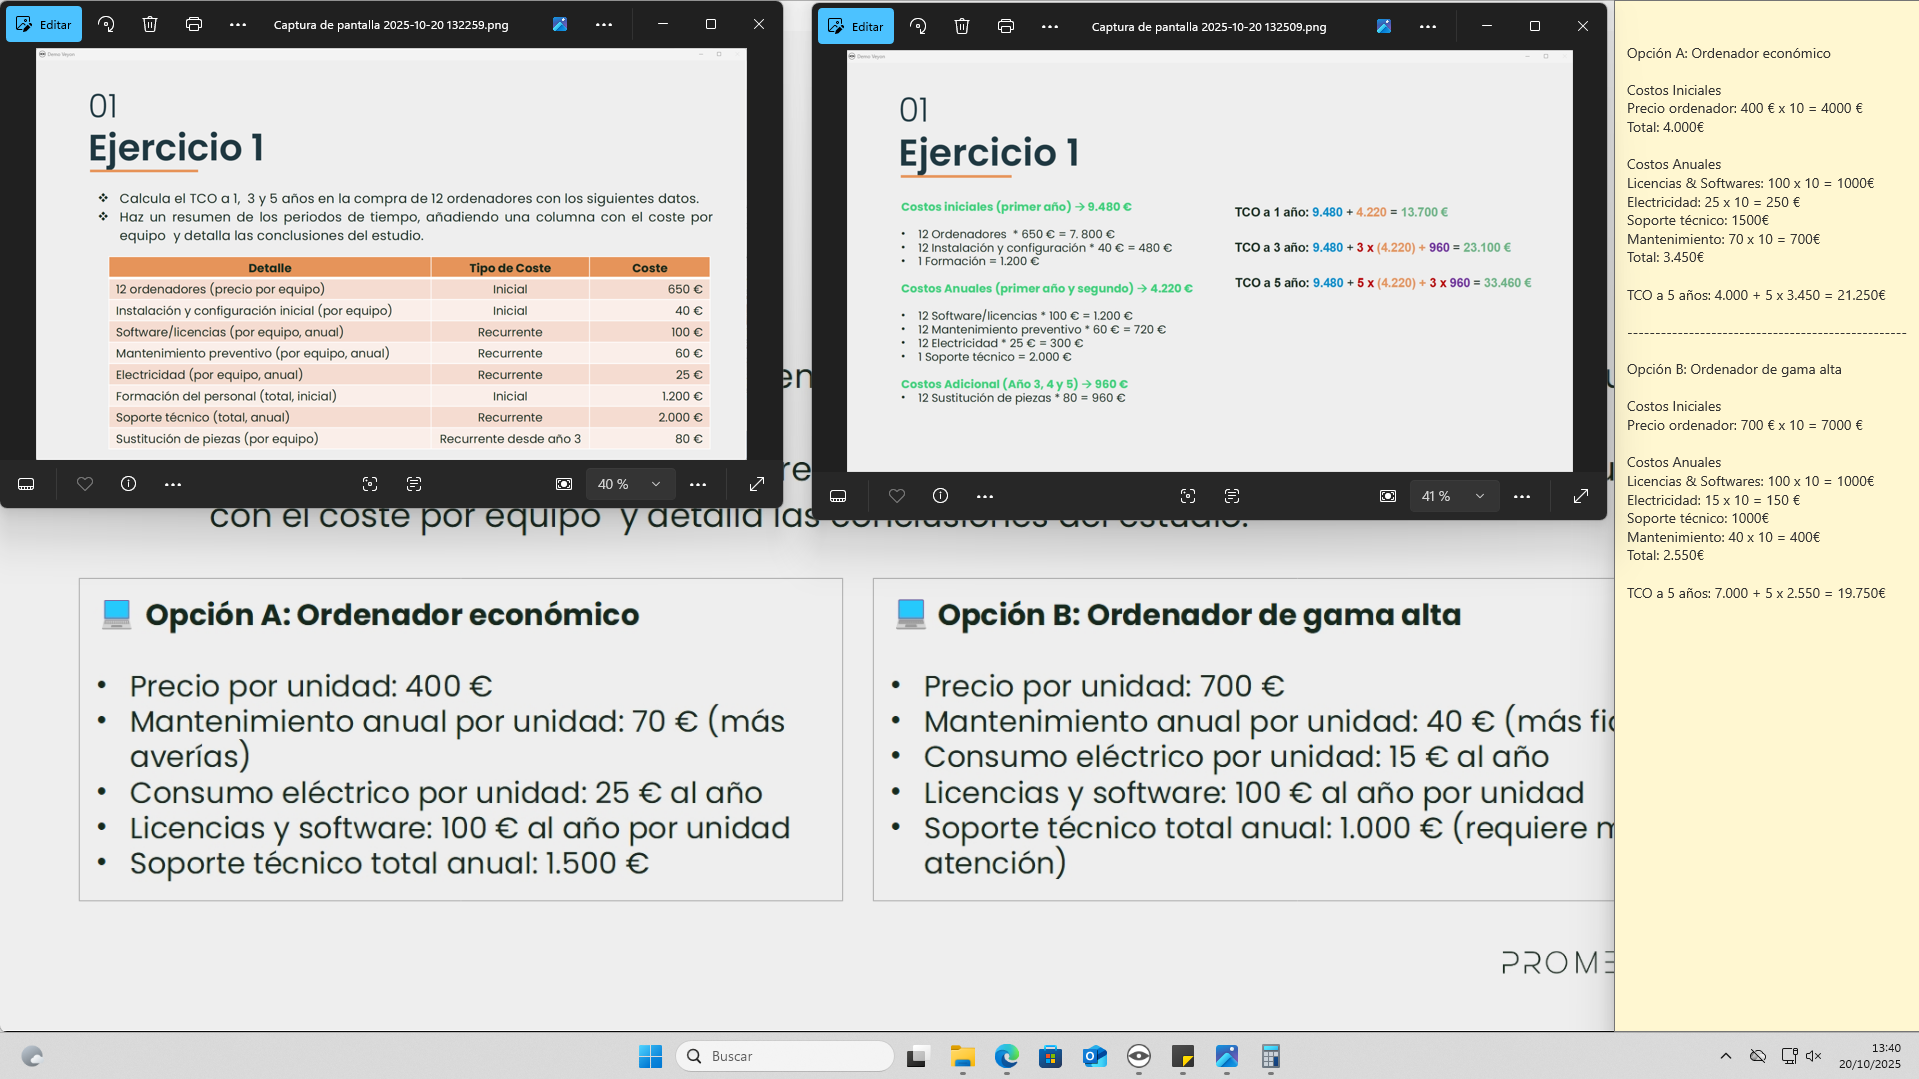 Editar
Captura de pantalla 2025-10-20 132259.png
Demo Veyon
01
Ejercicio 1
❖ Calcula el TCO a 1, 3 y 5 años en la compra de 12 ordenadores con los siguientes datos.
❖ Haz un resumen de los periodos de tiempo, añadiendo una columna con el coste por
equipo y detalla las conclusiones del estudio.
Detalle Tipo de Coste Coste
12 ordenadores (precio por equipo) Inicial 650 €
Instalación y configuración inicial (por equipo) Inicial 40 €
Software/licencias (por equipo, anual) Recurrente 100 €
Mantenimiento preventivo (por equipo, anual) Recurrente 60 €
Electricidad (por equipo, anual) Recurrente 25 €
Formación del personal (total, inicial) Inicial 1.200 €
Soporte técnico (total, anual) Recurrente 2.000 €
Sustitución de piezas (por equipo) Recurrente desde año 3 80 €
40 %
Editar
Captura de pantalla 2025-10-20 132509.png
Demo Veyon
01
Ejercicio 1
Costos iniciales (primer año) → 9.480 €
• 12 Ordenadores * 650 € = 7. 800 €
• 12 Instalación y configuración * 40 € = 480 €
• 1 Formación = 1.200 €
Costos Anuales (primer año y segundo) → 4.220 €
• 12 Software/licencias * 100 € = 1.200 €
• 12 Mantenimiento preventivo * 60 € = 720 €
• 12 Electricidad * 25 € = 300 €
• 1 Soporte técnico = 2.000 €
Costos Adicional (Año 3, 4 y 5) → 960 €
• 12 Sustitución de piezas * 80 = 960 €
TCO a 1 año: 9.480 + 4.220 = 13.700 €
TCO a 3 año: 9.480 + 3 x (4.220) + 960 = 23.100 €
TCO a 5 año: 9.480 + 5 x (4.220) + 3 x 960 = 33.460 €
41 %
con el coste por equipo y detalla las conclusiones del estudio.
Opción A: Ordenador económico
• Precio por unidad: 400 €
• Mantenimiento anual por unidad: 70 € (más
averías)
• Consumo eléctrico por unidad: 25 € al año
• Licencias y software: 100 € al año por unidad
• Soporte técnico total anual: 1.500 €
Opción B: Ordenador de gama alta
• Precio por unidad: 700 €
• Mantenimiento anual por unidad: 40 € (más
• Consumo eléctrico por unidad: 15 € al año
• Licencias y software: 100 € al año por unidad
• Soporte técnico total anual: 1.000 € (requiere
atención)
PROME
Opción A: Ordenador económico
Costos Iniciales
Precio ordenador: 400 € x 10 = 4000 €
Total: 4.000€
Costos Anuales
Licencias & Softwares: 100 x 10 = 1000€
Electricidad: 25 x 10 = 250 €
Soporte técnico: 1500€
Mantenimiento: 70 x 10 = 700€
Total: 3.450€
TCO a 5 años: 4.000 + 5 x 3.450 = 21.250€
--------------------------------------------------
Opción B: Ordenador de gama alta
Costos Iniciales
Precio ordenador: 700 € x 10 = 7000 €
Costos Anuales
Licencias & Softwares: 100 x 10 = 1000€
Electricidad: 15 x 10 = 150 €
Soporte técnico: 1000€
Mantenimiento: 40 x 10 = 400€
Total: 2.550€
TCO a 5 años: 7.000 + 5 x 2.550 = 19.750€
Buscar
13:40
20/10/2025